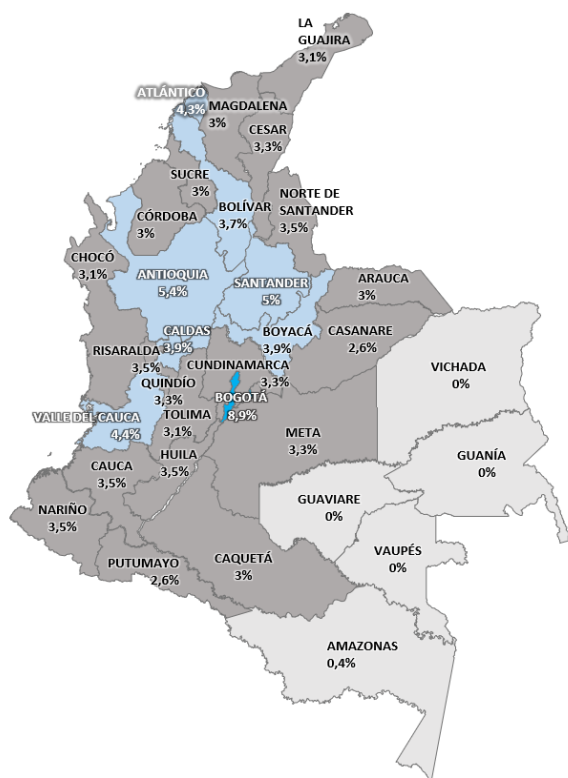 LA
GUAJIRA
3,1%
ATLÁNTICO
4,3%
MAGDALENA
3%
CESAR
3,3%
SUCRE
3%
NORTE DE
SANTANDER
3,5%
BOLÍVAR
3,7%
CÓRDOBA
3%
CHOCÓ
3,1%
ANTIOQUIA
5,4%
SANTANDER
5%
ARAUCA
3%
CALDAS
3,9%
BOYACÁ
3,9%
CASANARE
2,6%
RISARALDA
3,5%
CUNDINAMARCA
3,3%
VICHADA
0%
QUINDÍO
3,3%
BOGOTÁ
8,9%
VALLE DEL CAUCA
4,4%
TOLIMA
3,1%
META
3,3%
GUANÍA
0%
HUILA
3,5%
CAUCA
3,5%
GUAVIARE
0%
NARIÑO
3,5%
VAUPÉS
0%
PUTUMAYO
2,6%
CAQUETÁ
3%
AMAZONAS
0,4%